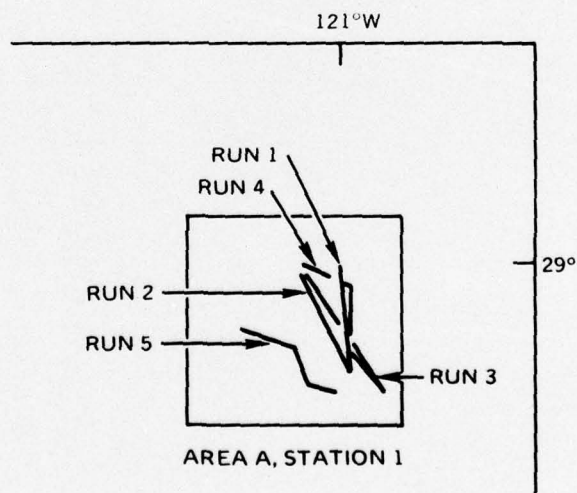 121°W
RUN 1
RUN 4
29°
RUN 2
RUN 5
RUN 3
AREA A, STATION 1